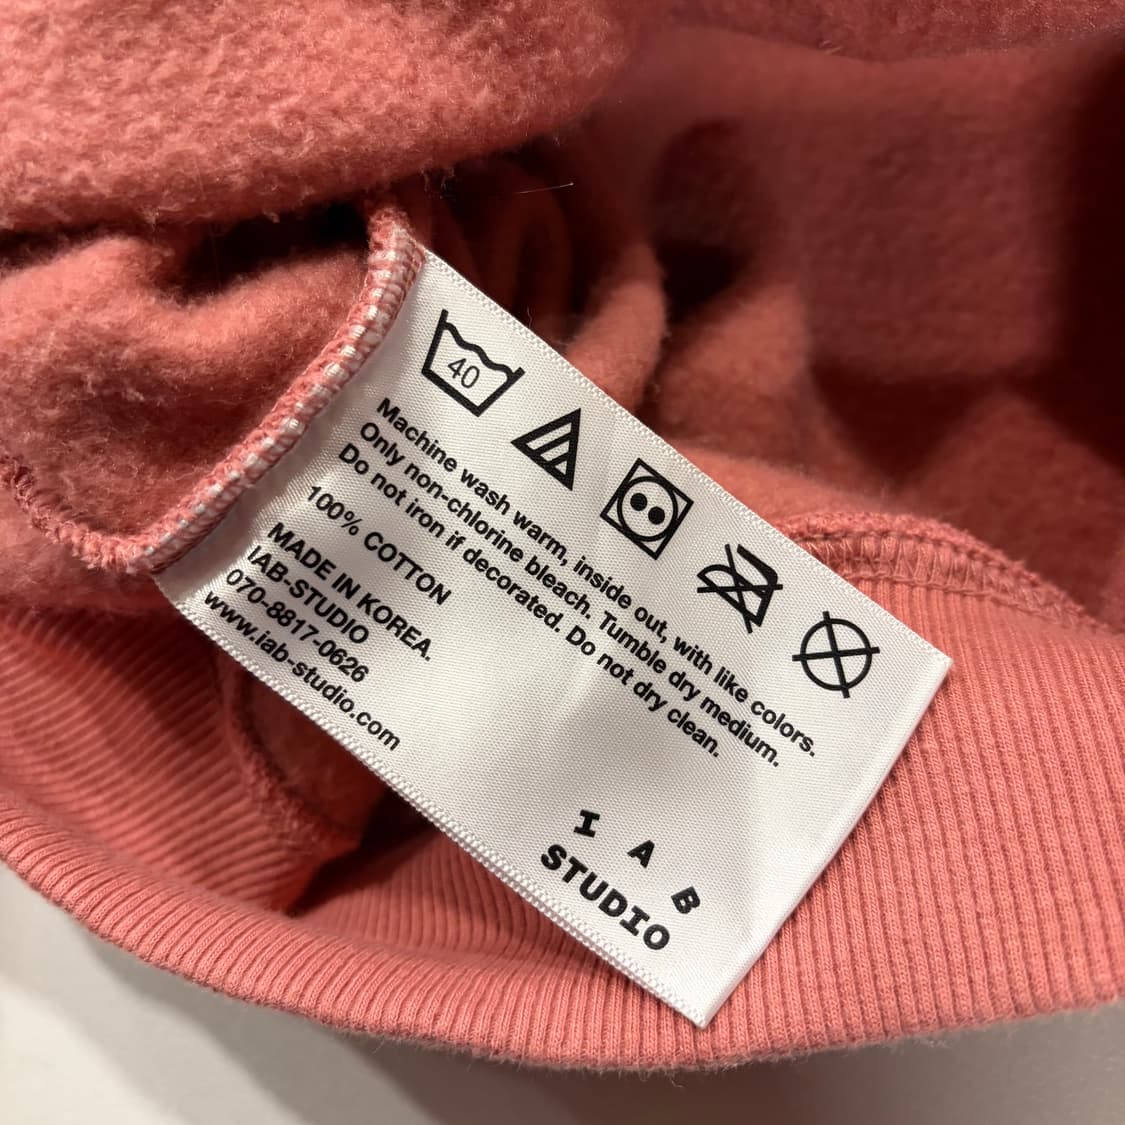 40
Machine wash warm, inside out, with like colors.
Only non-chlorine bleach. Tumble dry medium.
Do not iron if decorated. Do not dry clean.
100% COTTON
MADE IN KOREA.
IAB-STUDIO
070-8817-0626
www.iab-studio.com
I A B
STUDIO